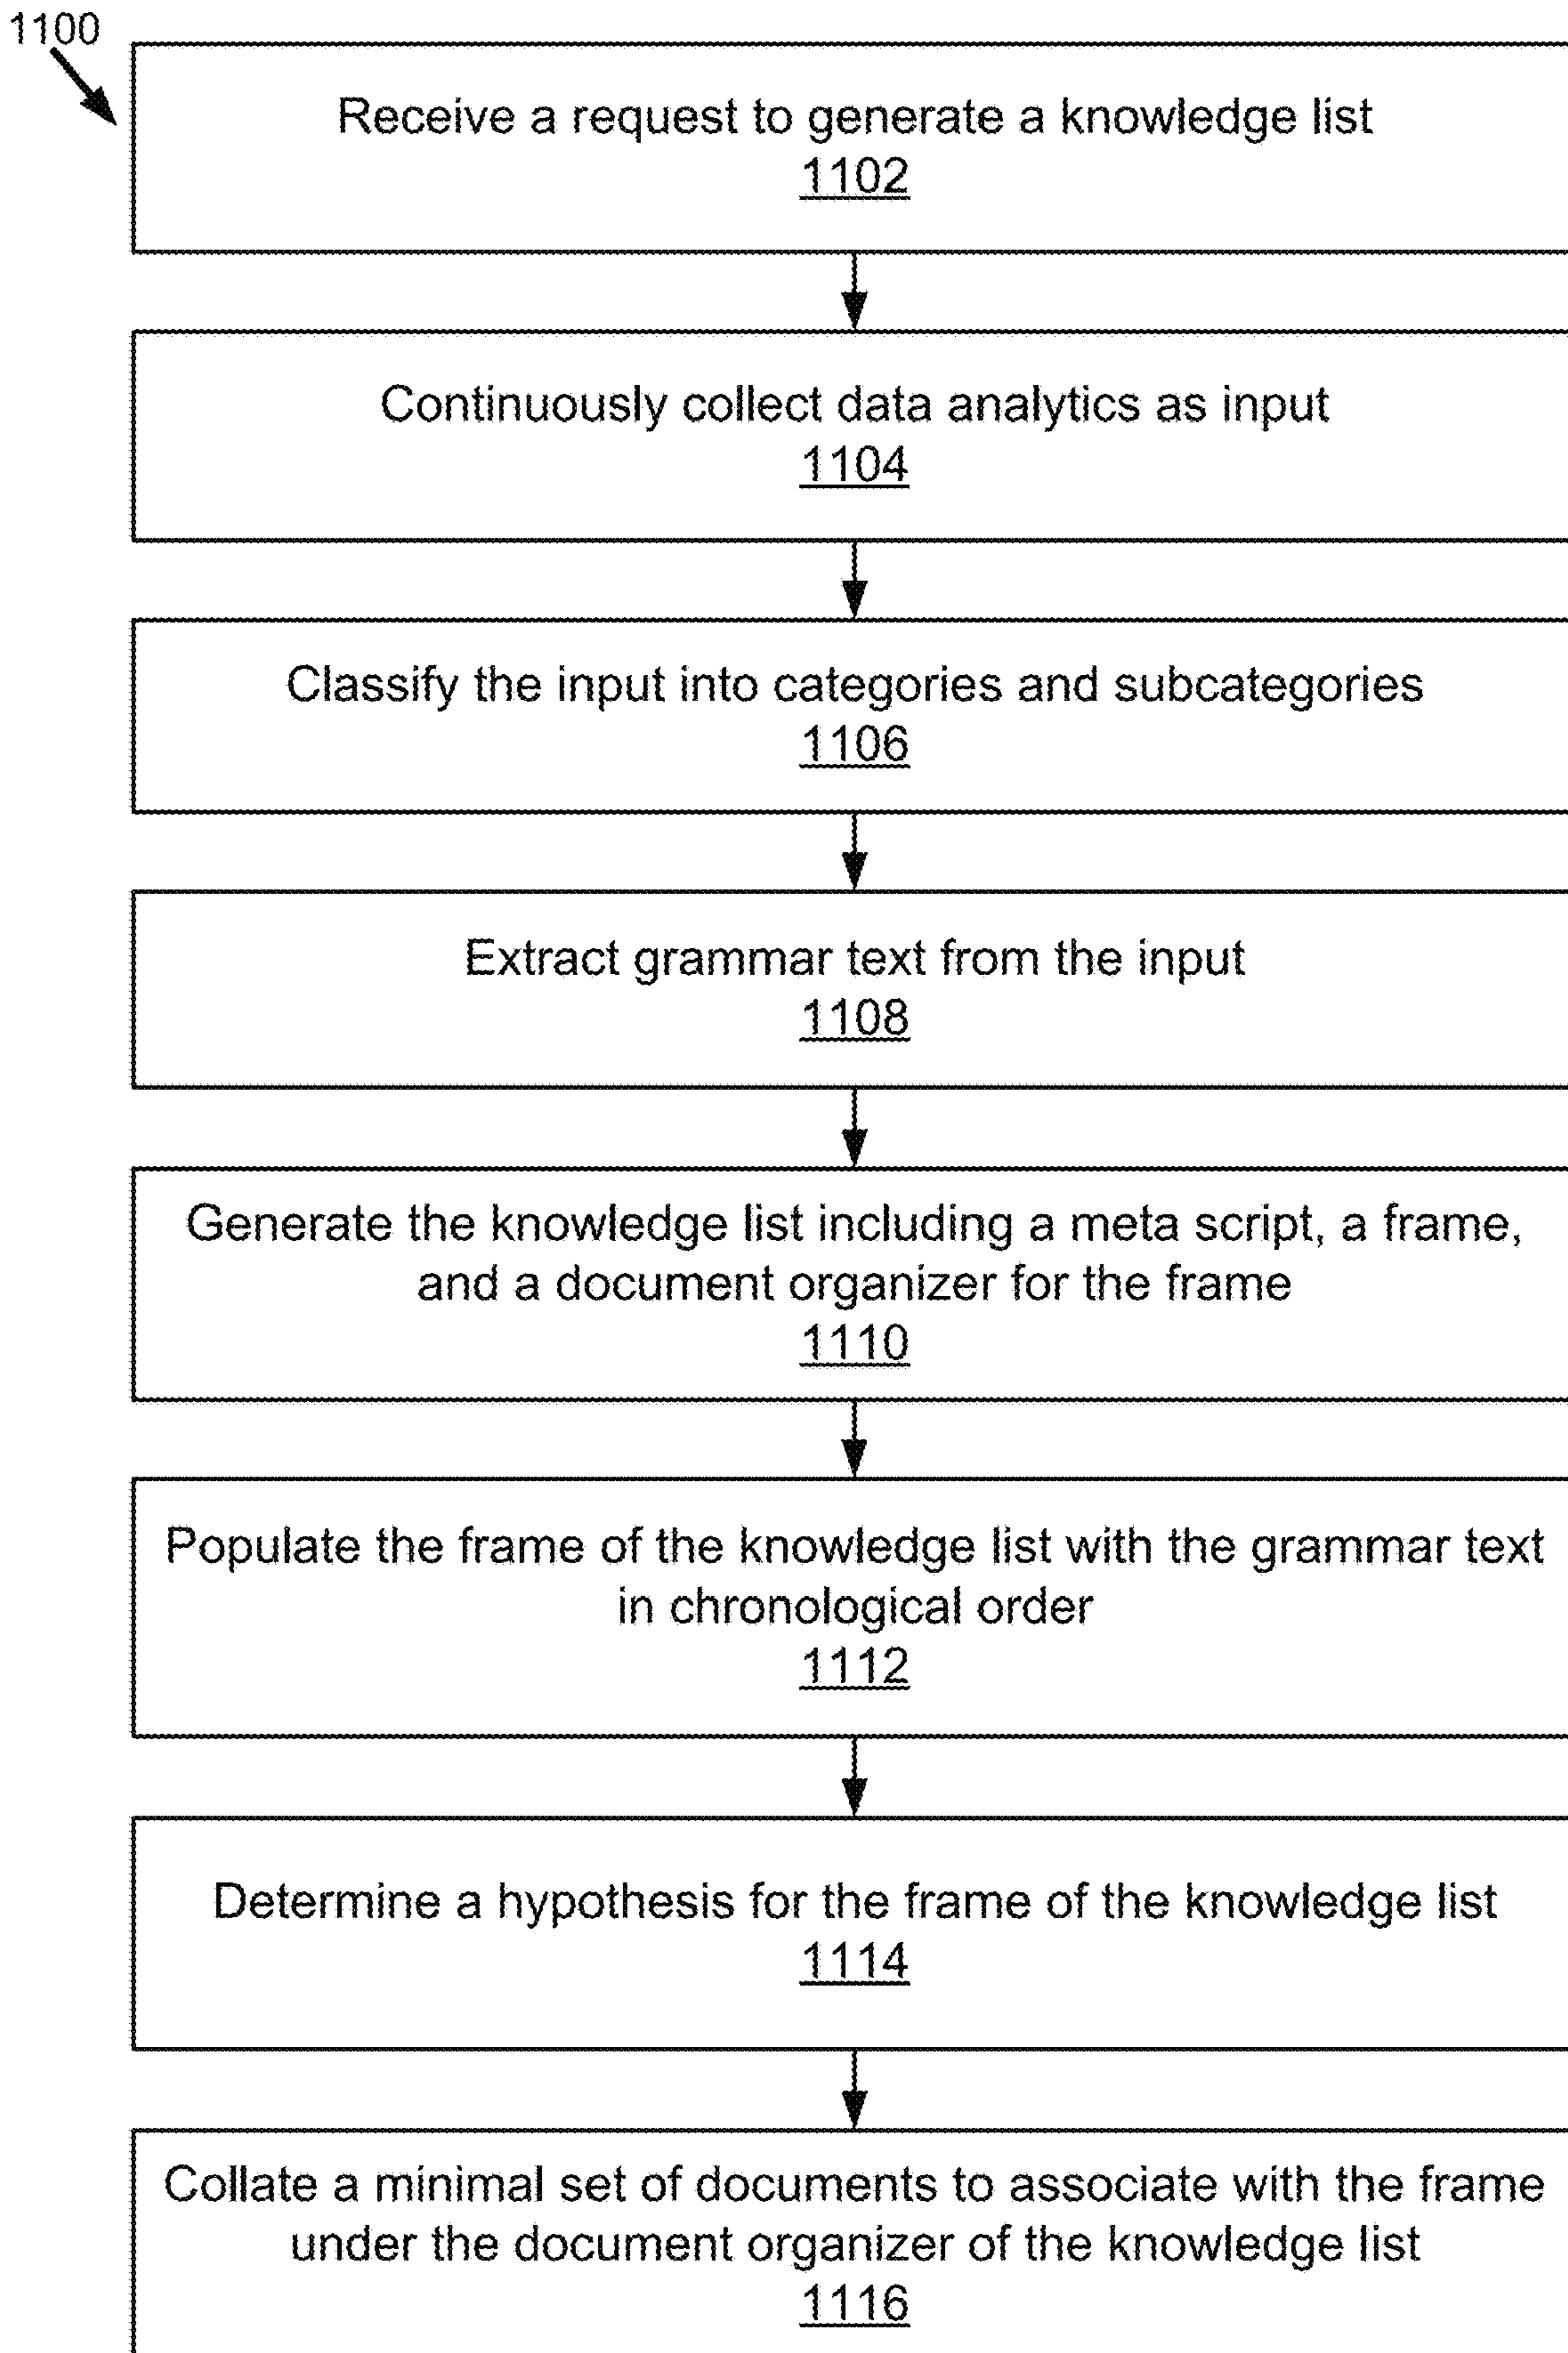 1100
Receive a request to generate a knowledge list
1102
Continuously collect data analytics as input
1104
Classify the input into categories and subcategories
1106
Extract grammar text from the input
1108
Generate the knowledge list including a meta script, a frame,
and a document organizer for the frame
1110
Populate the frame of the knowledge list with the grammar text
in chronological order
1112
Determine a hypothesis for the frame of the knowledge list
1114
Collate a minimal set of documents to associate with the frame
under the document organizer of the knowledge list
1116